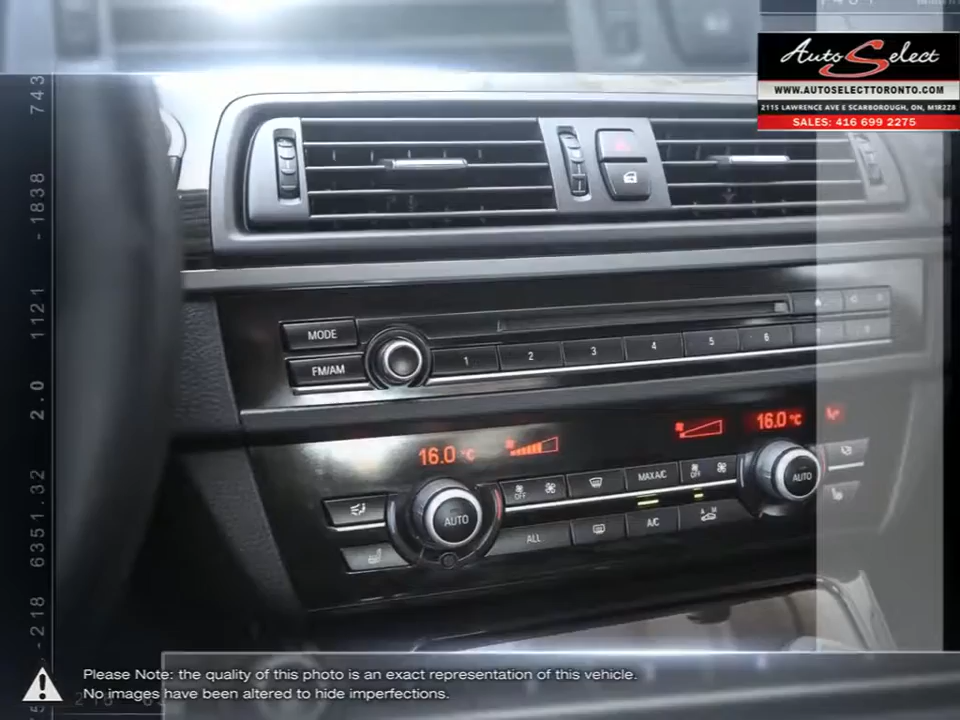 AutoSelect
WWW.AUTOSELECTTORONTO.COM
2115 LAWRENCE AVE E SCARBOROUGH, ON, M1R2Z8
SALES: 416 699 2275
743
-1838
1121
2.0
6351.32
-218
MODE
FM/AM
1 2 3 4 5 6
16.0 °C
16.0 °C
AUTO
OFF
MAX A/C
OFF
AUTO
ALL
A/C
A M
Please Note: the quality of this photo is an exact representation of this vehicle.
No images have been altered to hide imperfections.